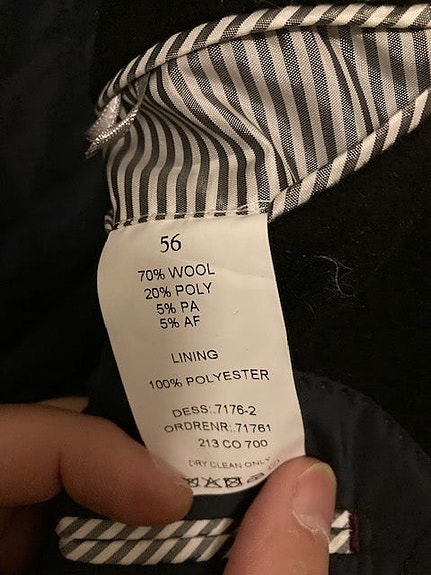 56
70% WOOL
20% POLY
5% PA
5% AF
LINING
100% POLYESTER
DESS:.7176-2
ORDRENR:.71761
213 CO 700
DRY CLEAN ONLY